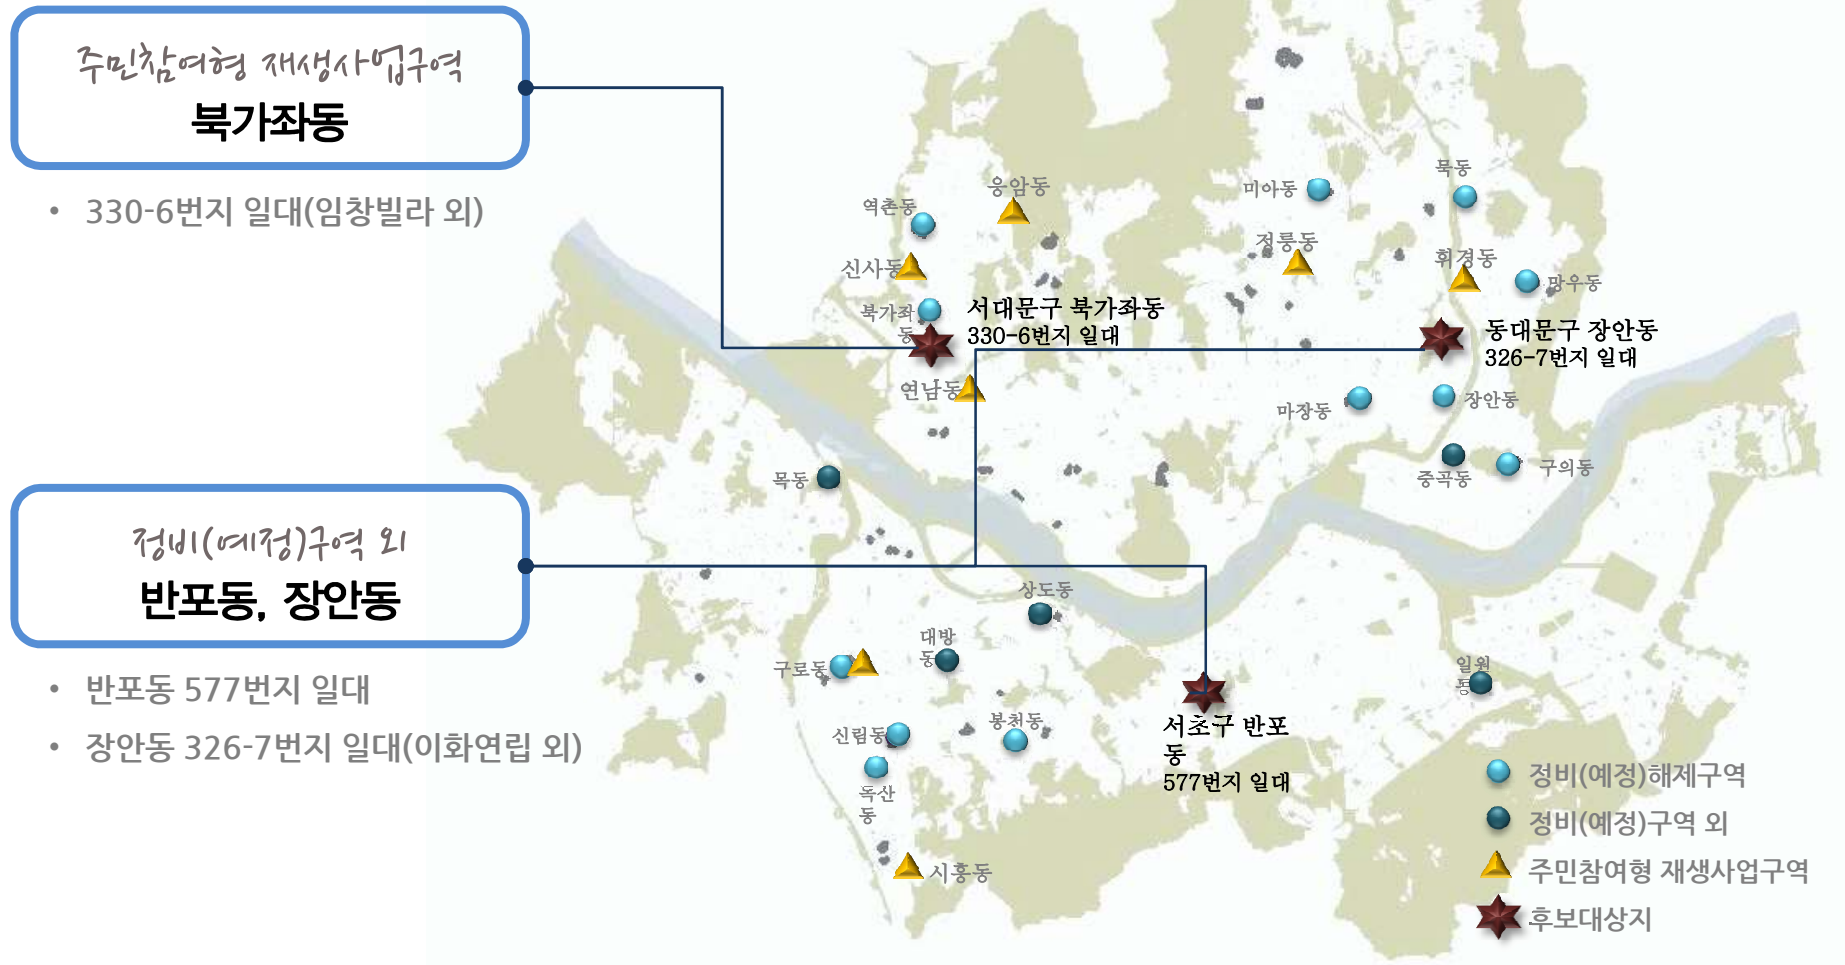 주민참여형 재생사업구역
북가좌동
• 330-6번지 일대(임창빌라 외)
정비(예정)구역 외
반포동, 장안동
• 반포동 577번지 일대
• 장안동 326-7번지 일대(이화연립 외)
역촌동
응암동
신사동
북가좌
동
서대문구 북가좌동
330-6번지 일대
연남동
미아동
묵동
정릉동
휘경동
망우동
동대문구 장안동
326-7번지 일대
마장동
장안동
중곡동
구의동
목동
상도동
대방
동
구로동
신림동
봉천동
독산
동
시흥동
서초구 반포
동
577번지 일대
일원
동
정비(예정)해제구역
정비(예정)구역 외
주민참여형 재생사업구역
후보대상지